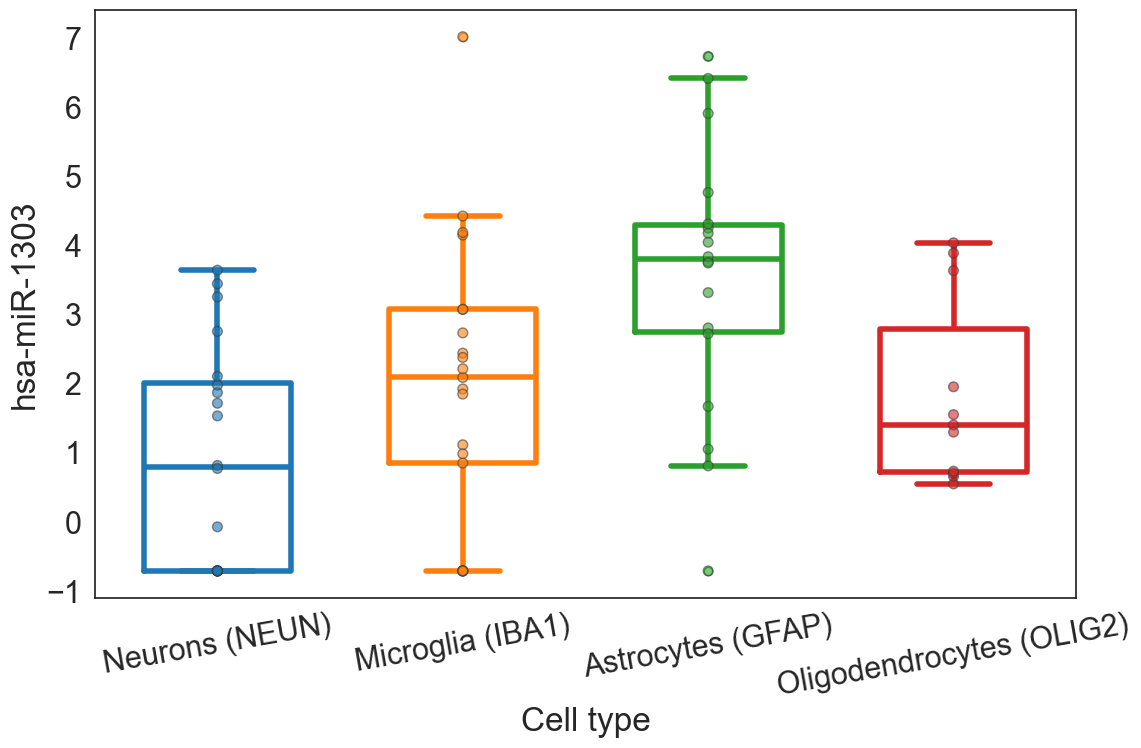 hsa-miR-1303
7
6
5
4
3
2
1
0
−1
Neurons (NEUN)
Microglia (IBA1)
Astrocytes (GFAP)
Oligodendrocytes (OLIG2)
Cell type